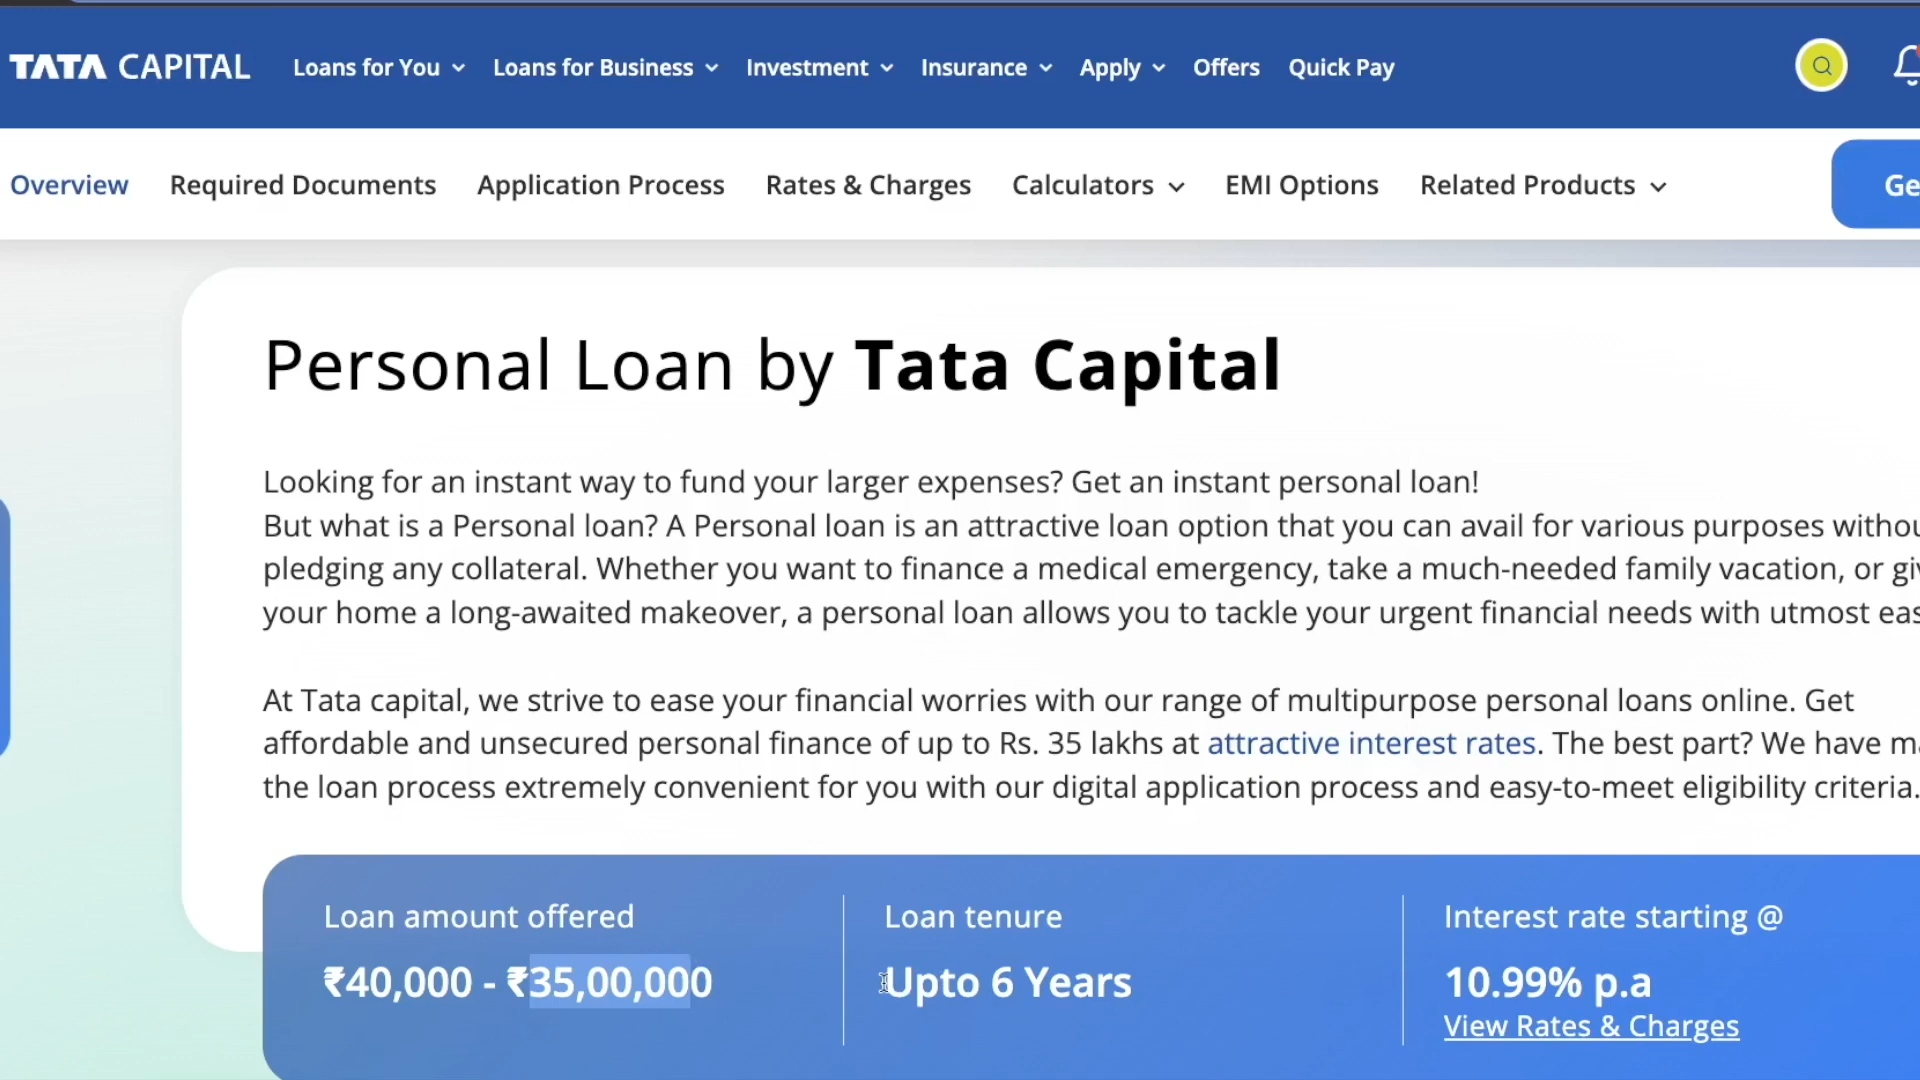 TATA CAPITAL Loans for You Loans for Business Investment Insurance Apply Offers Quick Pay
Overview Required Documents Application Process Rates & Charges Calculators EMI Options Related Products
Personal Loan by Tata Capital
Looking for an instant way to fund your larger expenses? Get an instant personal loan!
But what is a Personal loan? A Personal loan is an attractive loan option that you can avail for various purposes
pledging any collateral. Whether you want to finance a medical emergency, take a much-needed family vacation, or
your home a long-awaited makeover, a personal loan allows you to tackle your urgent financial needs with utmost
At Tata capital, we strive to ease your financial worries with our range of multipurpose personal loans online. Get
affordable and unsecured personal finance of up to Rs. 35 lakhs at attractive interest rates. The best part? We have
the loan process extremely convenient for you with our digital application process and easy-to-meet eligibility criteria.
Loan amount offered
₹40,000 - ₹35,00,000
Loan tenure
Upto 6 Years
Interest rate starting @
10.99% p.a
View Rates & Charges